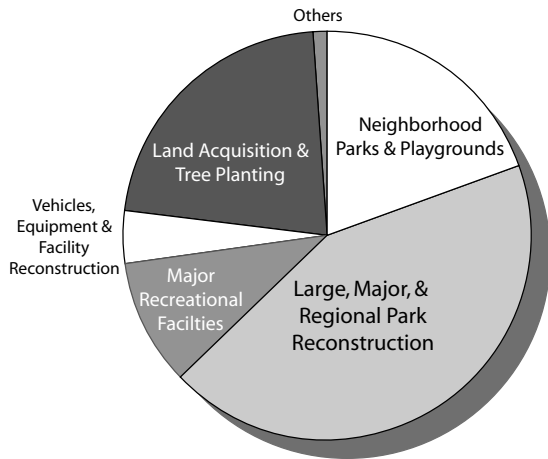 Others
Neighborhood
Parks & Playgrounds
Land Acquisition &
Tree Planting
Vehicles,
Equipment &
Facility
Reconstruction
Major
Recreational
Facilties
Large, Major, &
Regional Park
Reconstruction